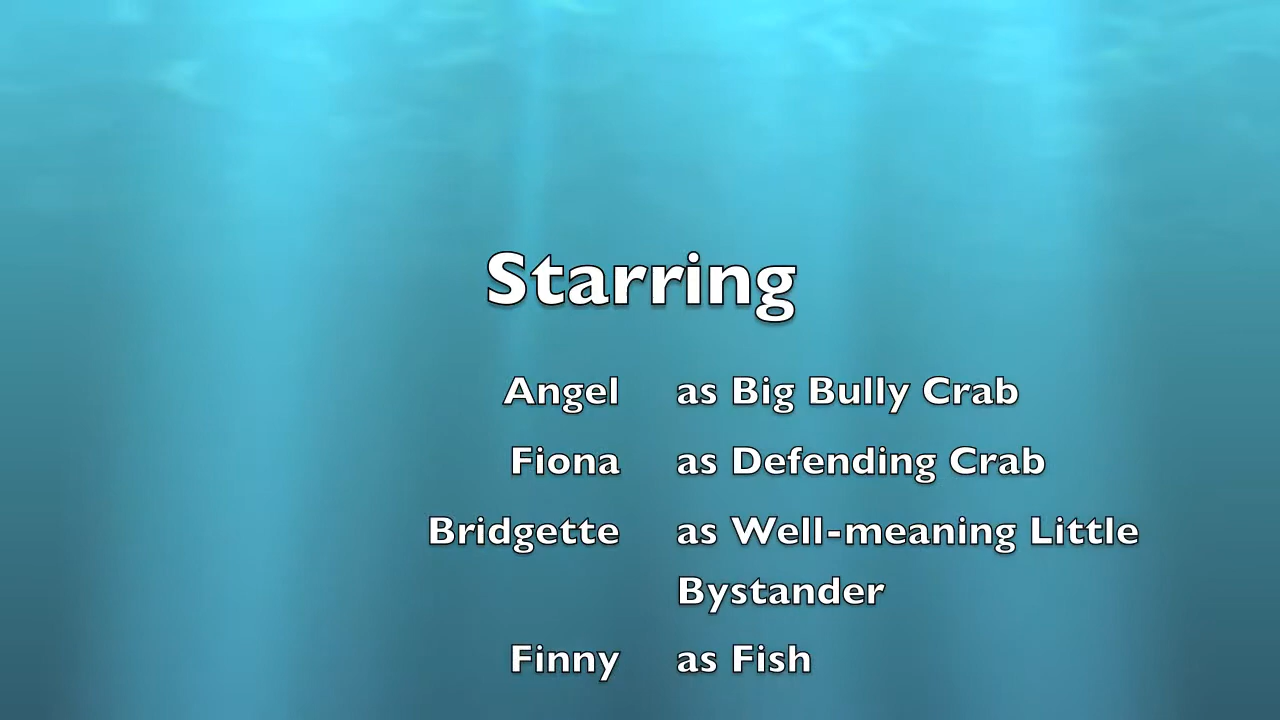 Starring
Angel as Big Bully Crab
Fiona as Defending Crab
Bridgette as Well-meaning Little
Bystander
Finny as Fish